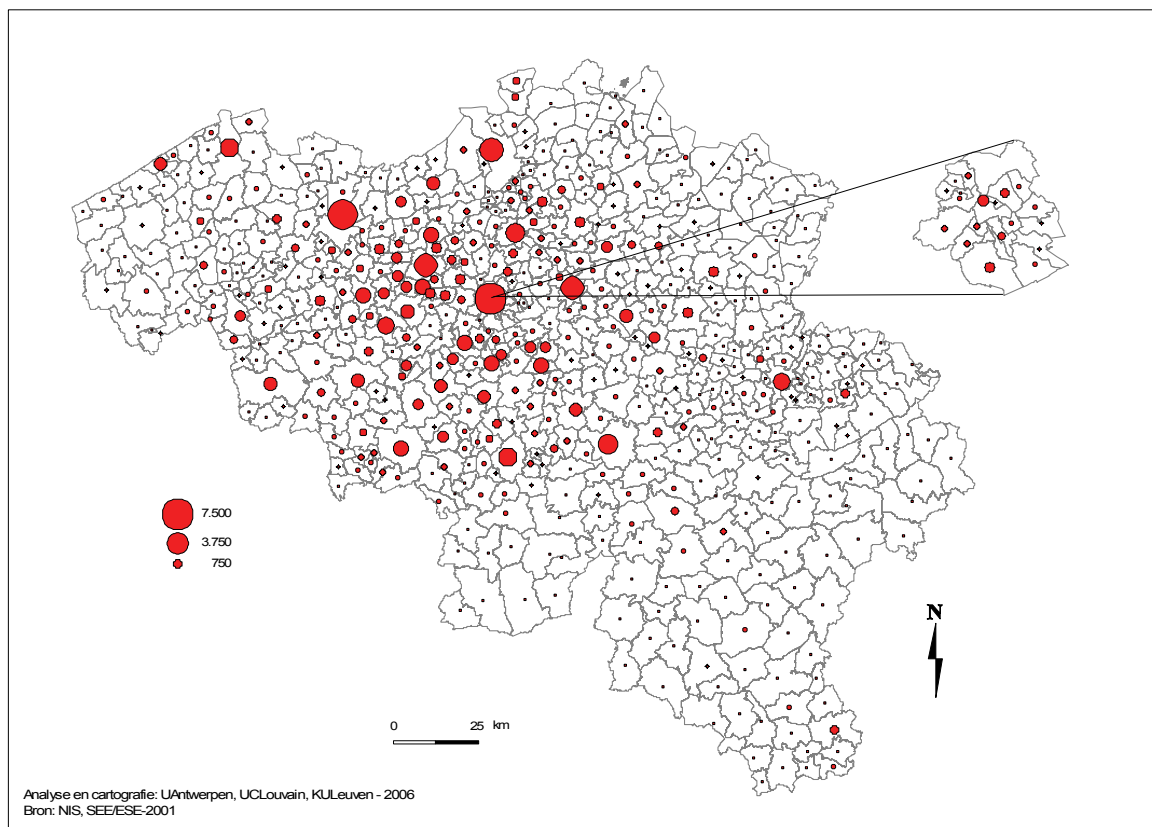 7.500
3.750
750
N
0 25 km
Analyse en cartografie: UAntwerpen, UCLouvain, KULeuven - 2006
Bron: NIS, SEE/ESE-2001